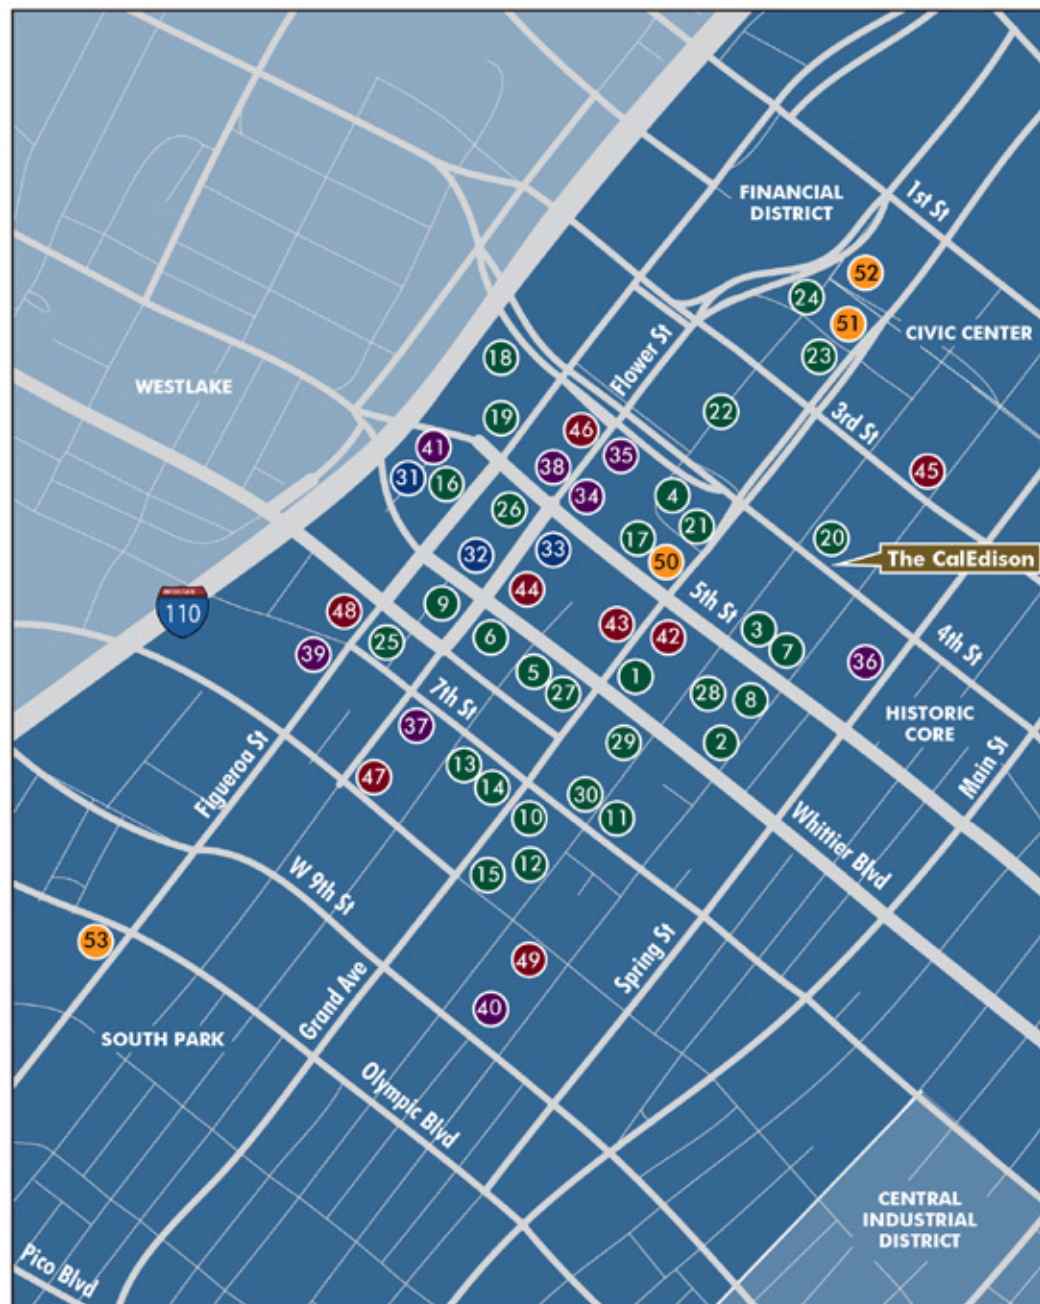 FINANCIAL
DISTRICT
1st St
52
24
51
CIVIC CENTER
23
Flower St
18
WESTLAKE
22
3rd St
19
46
41
35
45
38
31
16
34
4
26
21
17
20
The CalEdison
32
33
50
INTERSTATE
110
44
9
5th St
48
43
42
3
6
4th St
25
7
39
36
5
1
27
28
8
7th St
HISTORIC
CORE
37
29
2
Main St
Figueroa St
13
47
14
30
10
11
Whittier Blvd
12
15
W 9th St
53
49
Spring St
Grand Ave
40
SOUTH PARK
Olympic Blvd
CENTRAL
INDUSTRIAL
DISTRICT
Pico Blvd